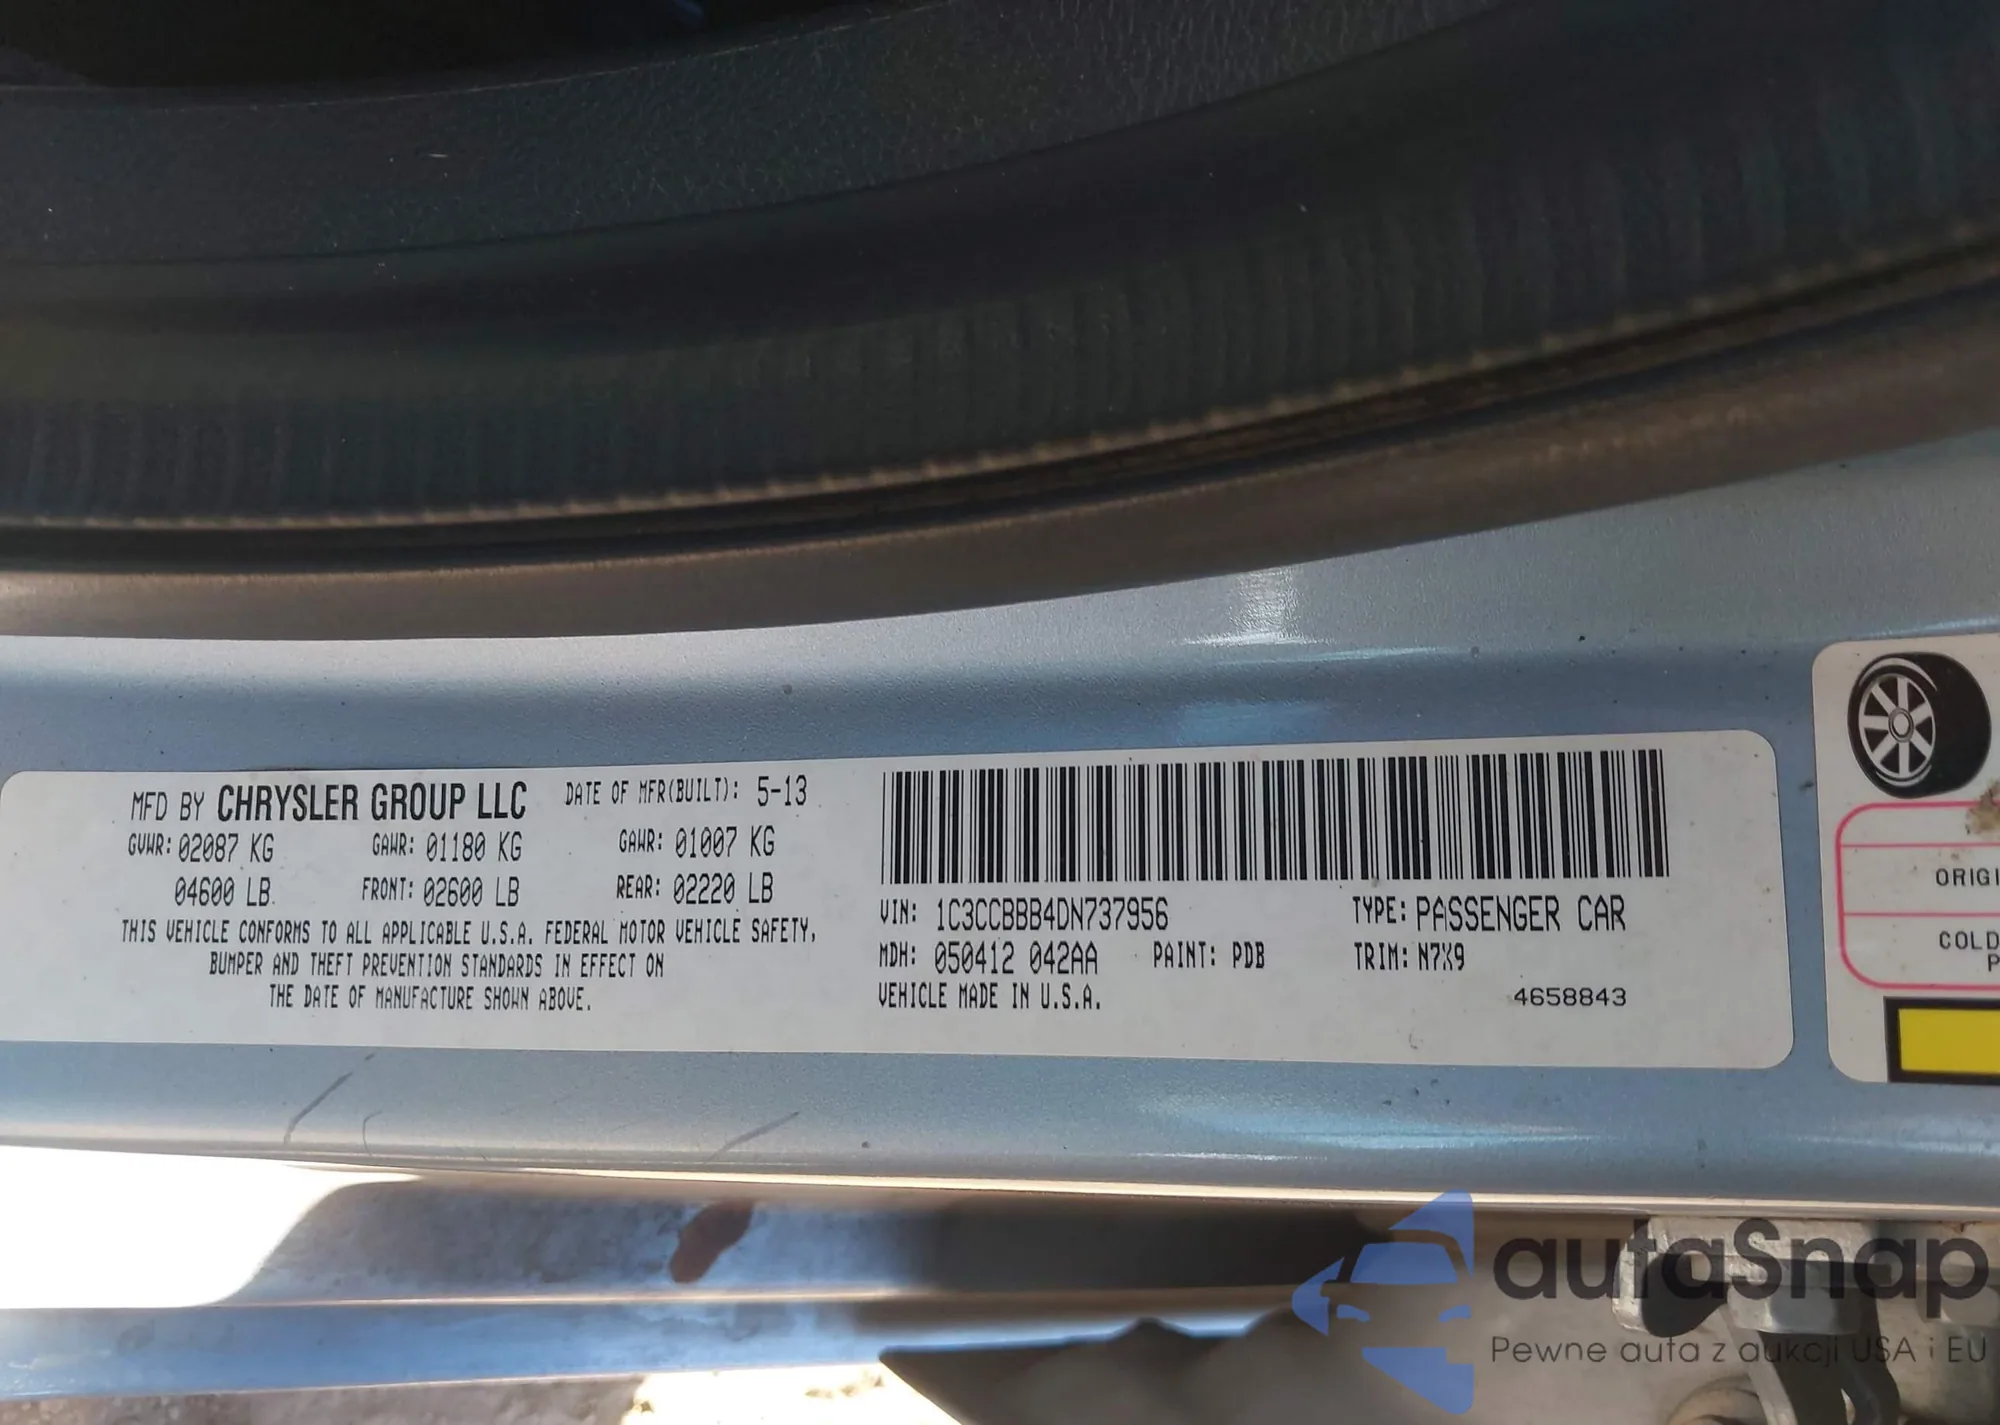 MFD BY CHRYSLER GROUP LLC DATE OF MFR(BUILT): 5-13
GVWR: 02087 KG GAWR: 01180 KG GAWR: 01007 KG
04600 LB FRONT: 02600 LB REAR: 02220 LB
THIS VEHICLE CONFORMS TO ALL APPLICABLE U.S.A. FEDERAL MOTOR VEHICLE SAFETY,
BUMPER AND THEFT PREVENTION STANDARDS IN EFFECT ON
THE DATE OF MANUFACTURE SHOWN ABOVE.
VIN: 1C3CCBBB4DN737956 TYPE: PASSENGER CAR
MDH: 050412 042AA PAINT: PDB TRIM: N7X9
VEHICLE MADE IN U.S.A. 4658843
ORIGI
COLD
P
autaSnap
Pewne auta z aukcji USA i EU